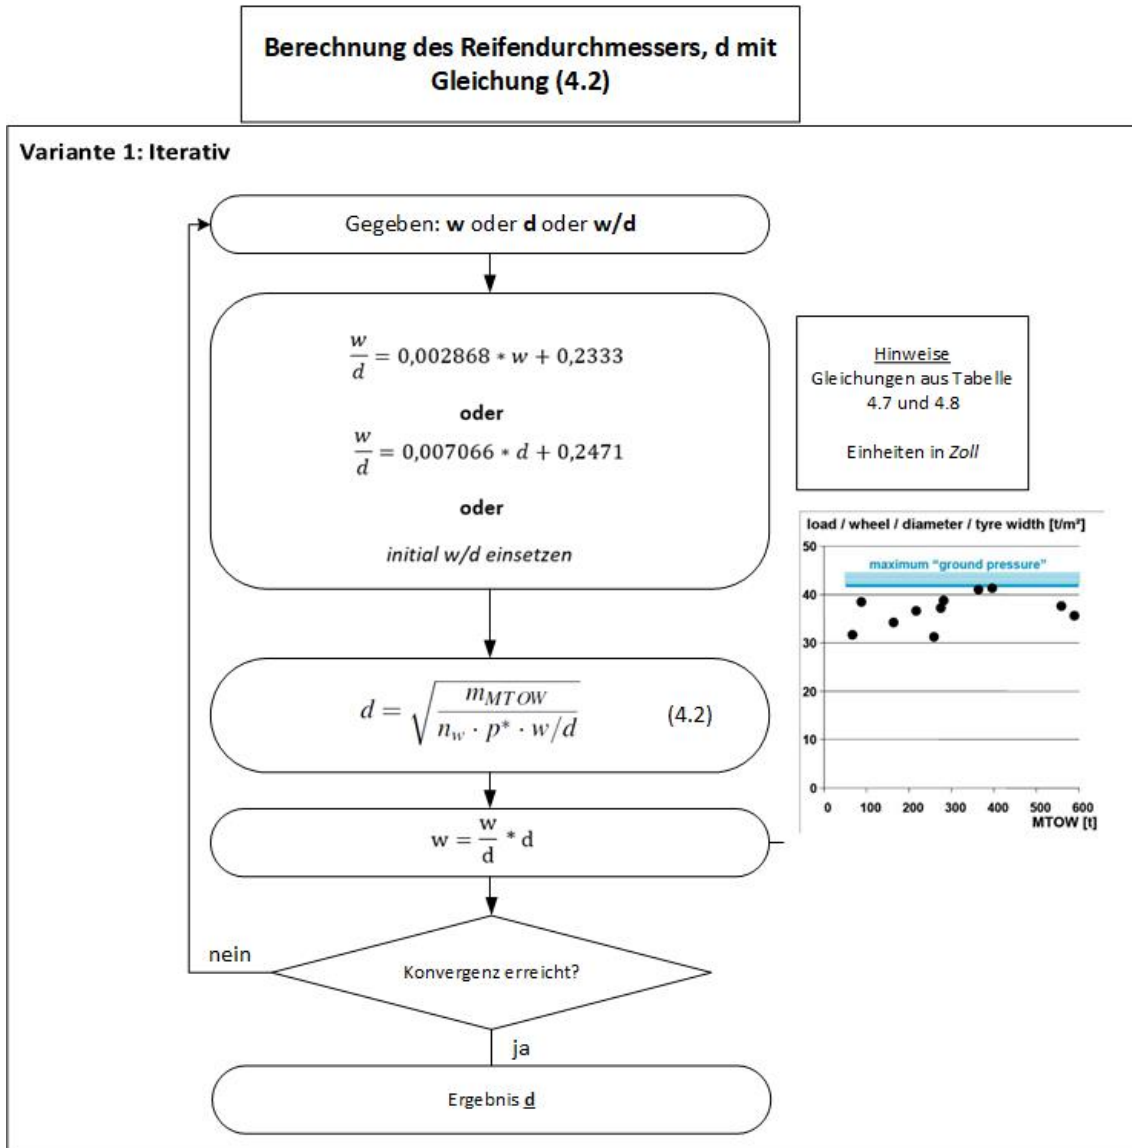 Berechnung des Reifendurchmessers, d mit
Gleichung (4.2)
Variante 1: Iterativ
Gegeben: w oder d oder w/d
w/d = 0,002868 * w + 0,2333
oder
w/d = 0,007066 * d + 0,2471
oder
initial w/d einsetzen
Hinweise
Gleichungen aus Tabelle
4.7 und 4.8
Einheiten in Zoll
load / wheel / diameter / tyre width [t/m²]
50
maximum "ground pressure"
40
30
20
10
0
0 100 200 300 400 500 600
MTOW [t]
d = √(m_MTOW / (n_w · p* · w/d)) (4.2)
w = w/d * d
nein
Konvergenz erreicht?
ja
Ergebnis d